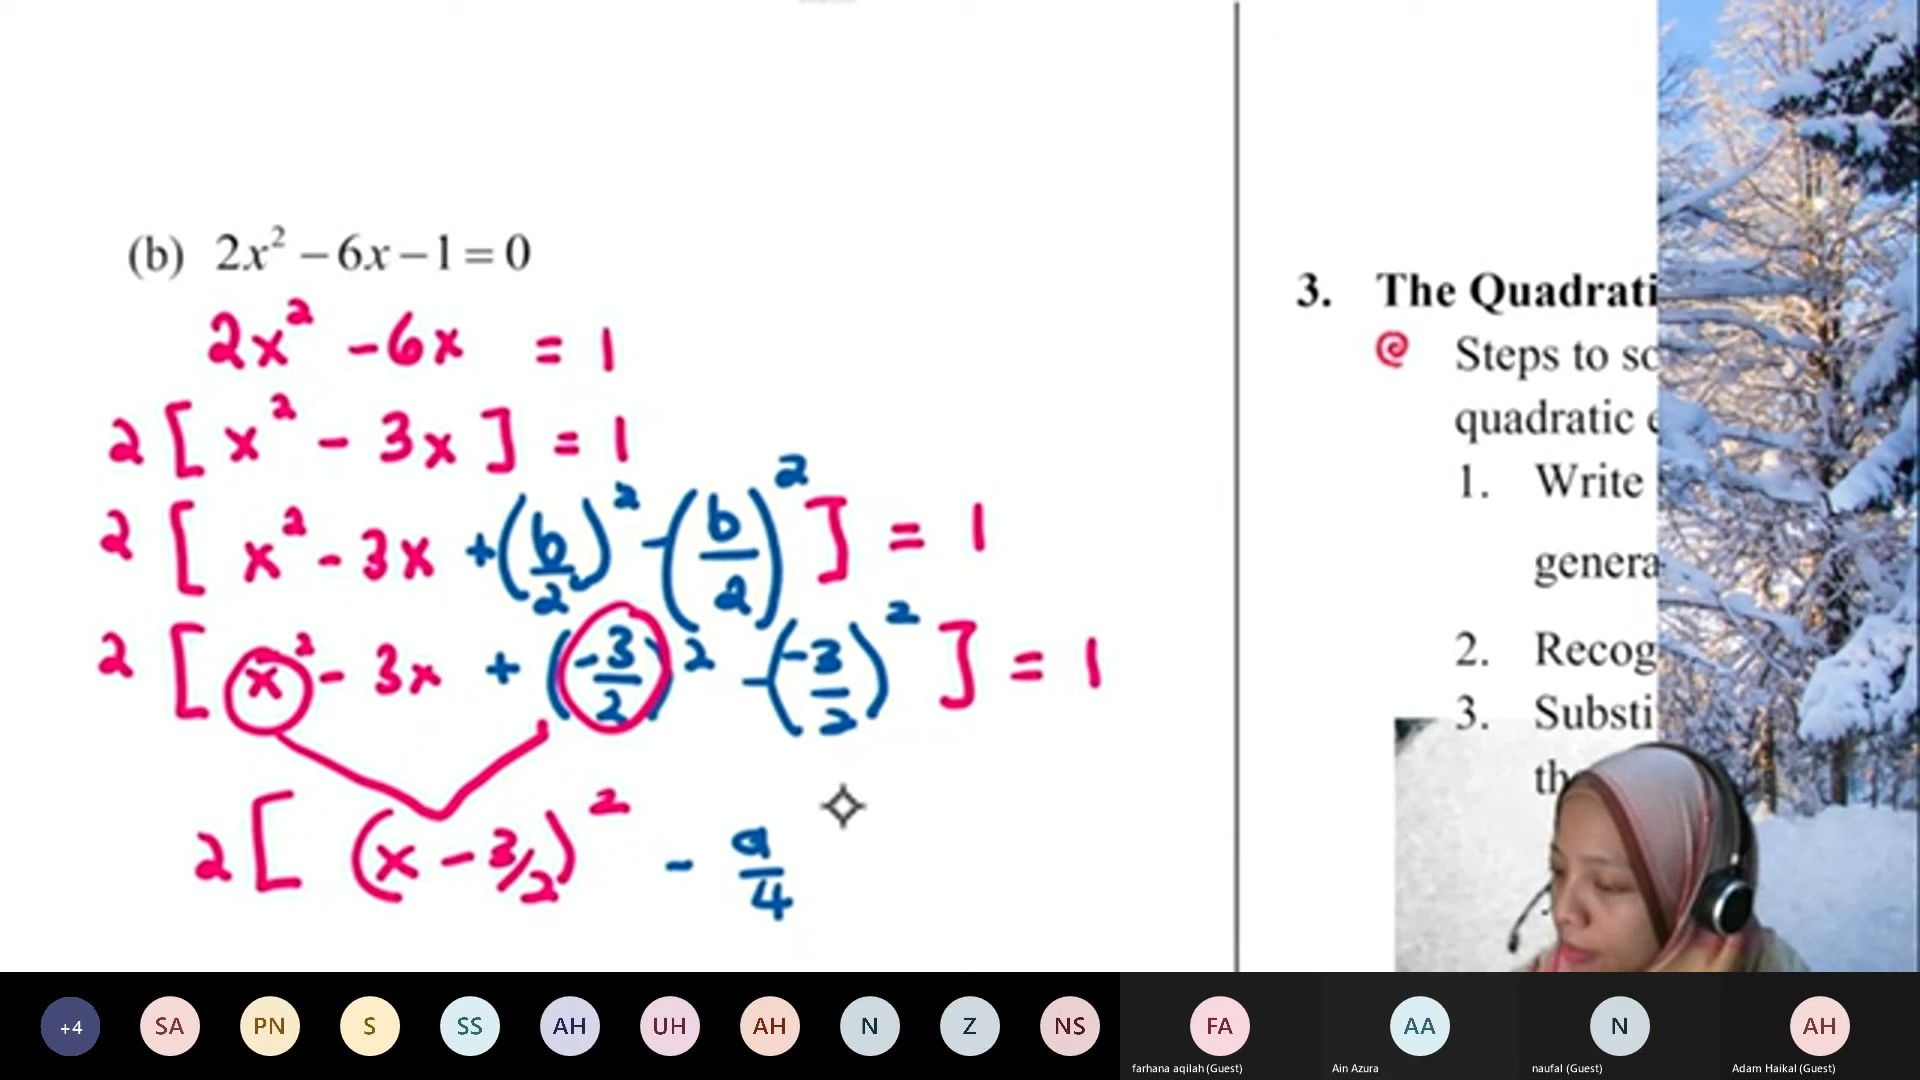 (b) 2x² − 6x − 1 = 0
2x² - 6x = 1
2 [ x² - 3x ] = 1
2 [ x² - 3x + (b/2)² - (b/2)² ] = 1
2 [ x² - 3x + (-3/2)² - (-3/2)² ] = 1
2 [ (x - 3/2)² - 9/4
3. The Quadrati
Steps to so
quadratic
1. Write
genera
2. Recog
3. Substi
th
+4
SA
PN
S
SS
AH
UH
AH
N
Z
NS
FA
farhana aqilah (Guest)
AA
Ain Azura
N
naufal (Guest)
AH
Adam Haikal (Guest)